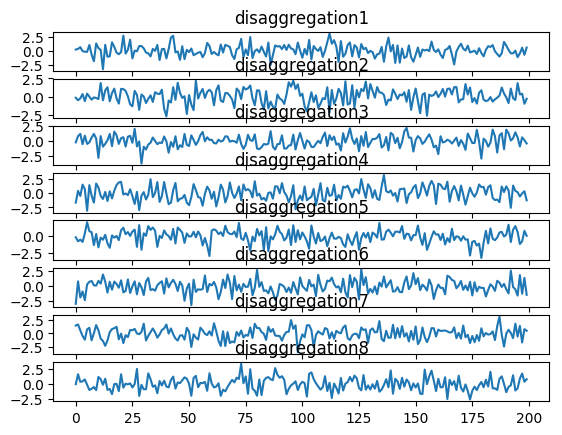 disaggregation1
2.5
0.0
−2.5
disaggregation2
2.5
0.0
−2.5
disaggregation3
2.5
0.0
−2.5
disaggregation4
2.5
0.0
−2.5
disaggregation5
0.0
−2.5
disaggregation6
2.5
0.0
−2.5
disaggregation7
2.5
0.0
−2.5
disaggregation8
2.5
0.0
−2.5
0 25 50 75 100 125 150 175 200